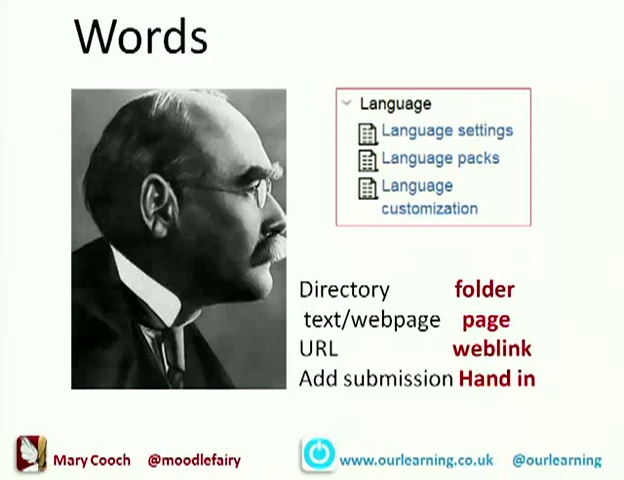 Words
Language
Language settings
Language packs
Language
customization
Directory folder
text/webpage page
URL weblink
Add submission Hand in
Mary Cooch @moodlefairy www.ourlearning.co.uk @ourlearning